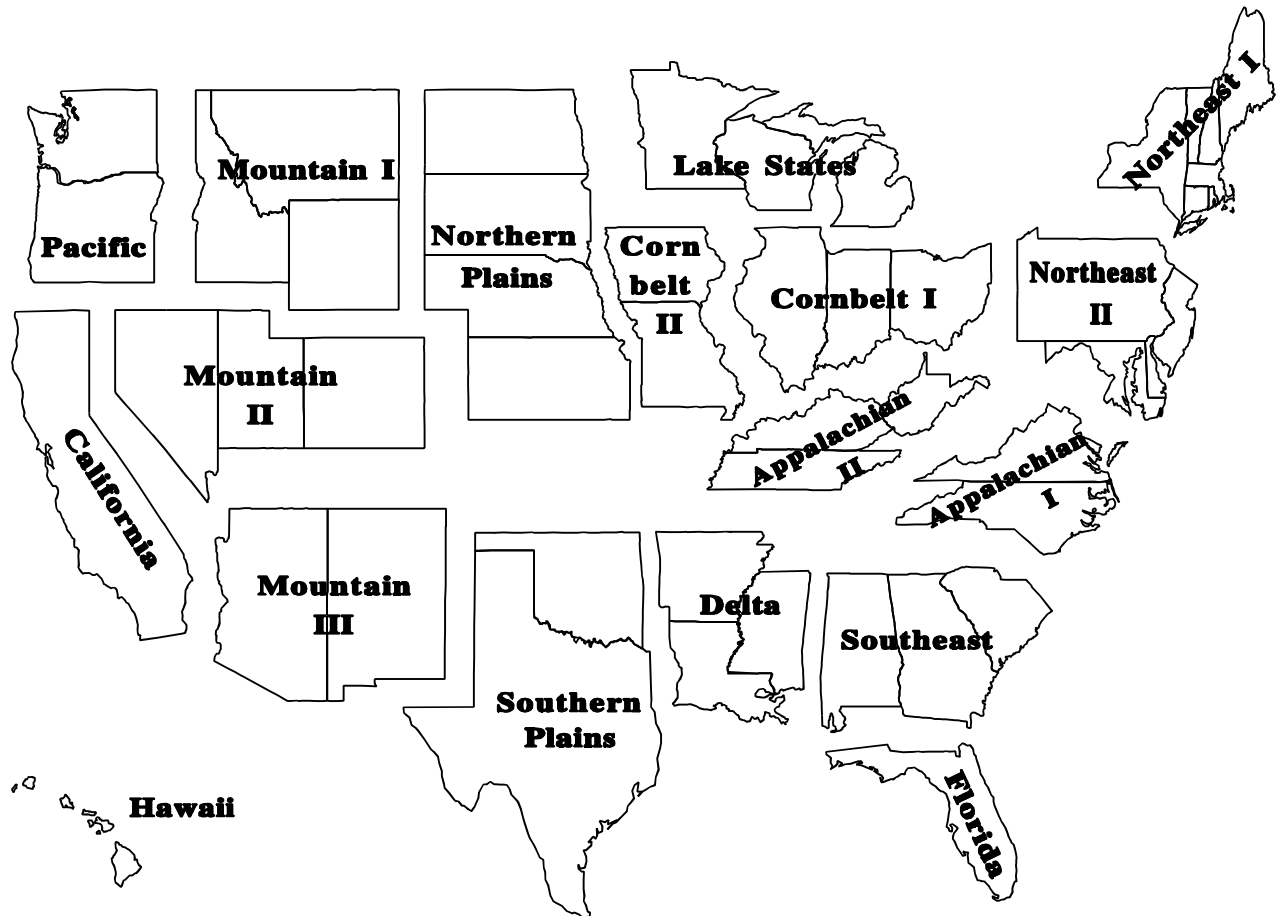 Northeast I
Mountain I
Lake States
Pacific
Northern
Plains
Corn
belt
II
Cornbelt I
Northeast
II
Mountain
II
California
Appalachian
II
Appalachian
I
Mountain
III
Delta
Southeast
Southern
Plains
Hawaii
Florida